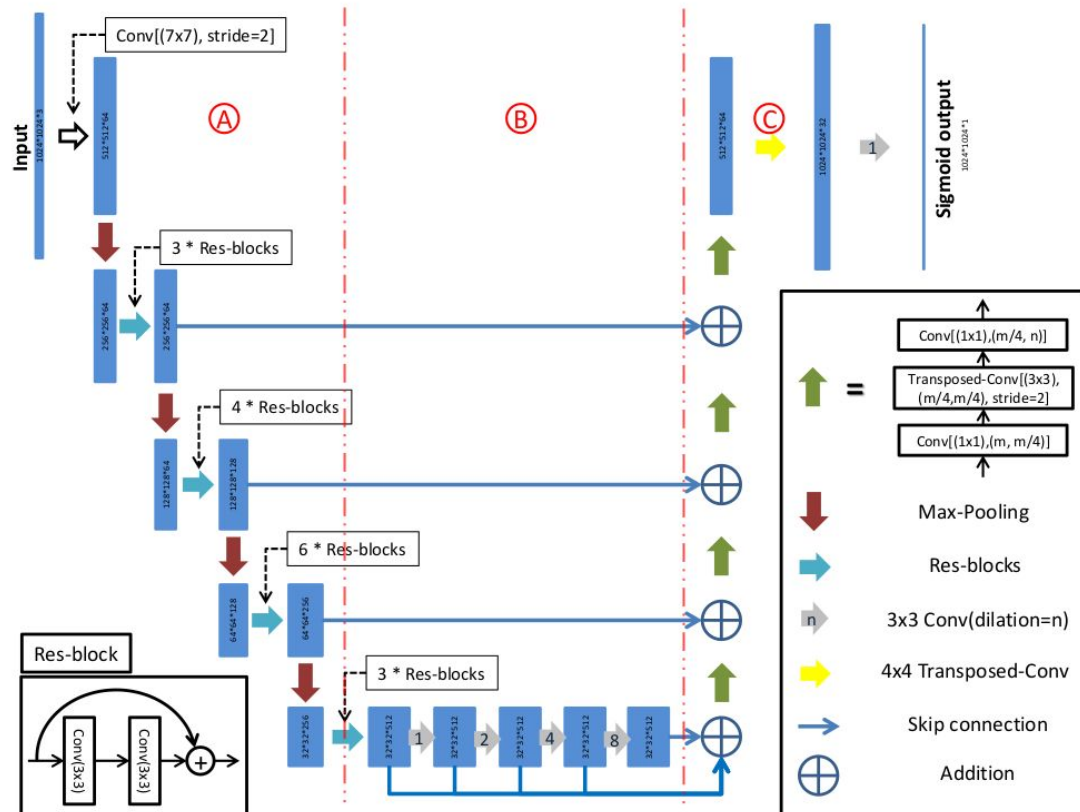 Conv[(7x7), stride=2]
Input
1024*1024*3
512*512*64
A
B
C
512*512*64
1024*1024*32
1
Sigmoid output
1024*1024*1
3 * Res-blocks
256*256*64
256*256*64
4 * Res-blocks
128*128*64
128*128*128
6 * Res-blocks
64*64*128
64*64*256
3 * Res-blocks
32*32*256
32*32*512
1
32*32*512
2
32*32*512
4
32*32*512
8
32*32*512
Res-block
Conv(3x3)
Conv(3x3)
+
=
Conv[(1x1),(m/4, n)]
Transposed-Conv[(3x3),
(m/4,m/4), stride=2]
Conv[(1x1),(m, m/4)]
Max-Pooling
Res-blocks
n
3x3 Conv(dilation=n)
4x4 Transposed-Conv
Skip connection
Addition